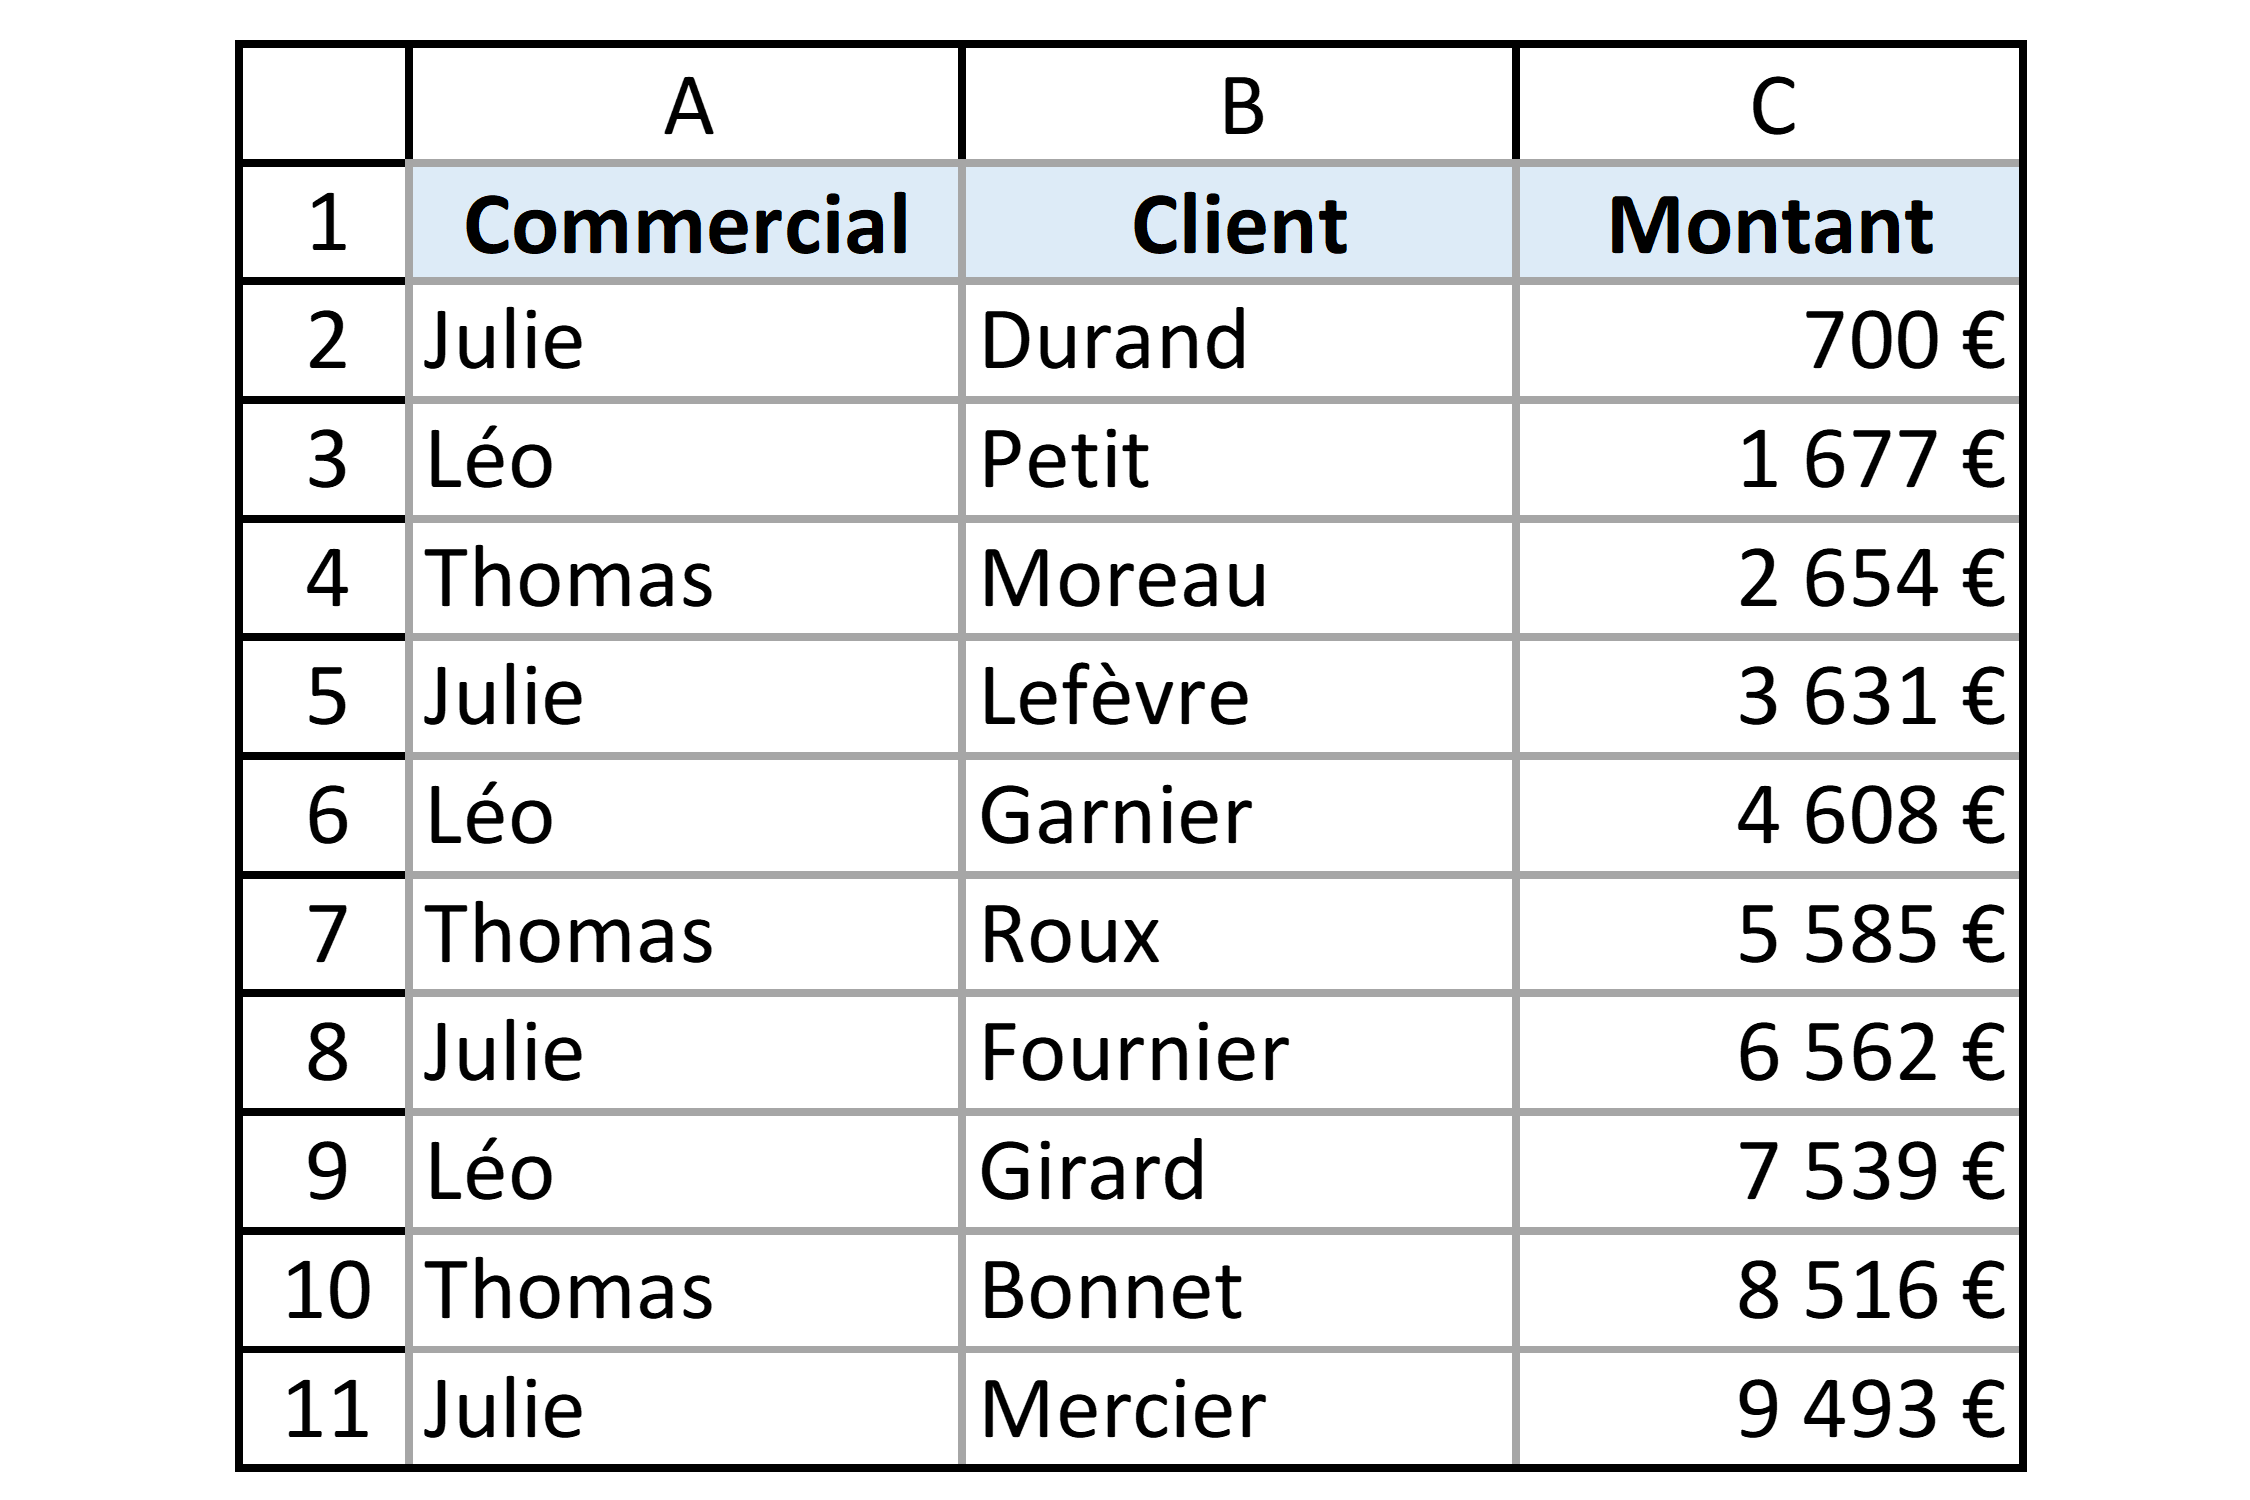 A B C
1 Commercial Client Montant
2 Julie Durand 700 €
3 Léo Petit 1 677 €
4 Thomas Moreau 2 654 €
5 Julie Lefèvre 3 631 €
6 Léo Garnier 4 608 €
7 Thomas Roux 5 585 €
8 Julie Fournier 6 562 €
9 Léo Girard 7 539 €
10 Thomas Bonnet 8 516 €
11 Julie Mercier 9 493 €